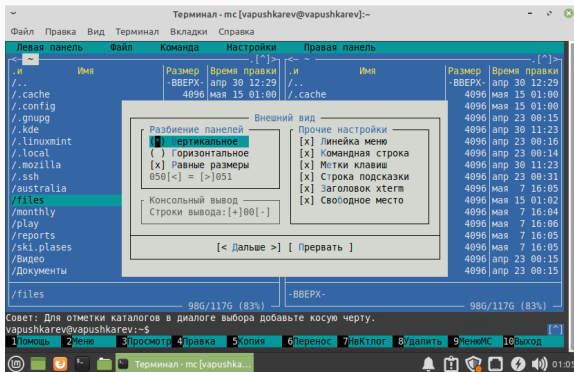 Терминал - mc [vapushkarev@vapushkarev]:~
Файл Правка Вид Терминал Вкладки Справка
Левая панель Файл Команда Настройки Правая панель
<- ~ .[^]> <- ~ .[^]>
.и Имя Размер Время правки .и Имя Размер Время правки
/.. -ВВЕРХ- апр 30 12:29 /.. -ВВЕРХ- апр 30 12:29
/.cache 4096 мая 15 01:00 /.cache 4096 мая 15 01:00
/.config 4096 мая 15 01:00
/.gnupg Внешний вид 4096 апр 23 00:15
/.kde Разбиение панелей Прочие настройки 4096 апр 30 11:23
/.linuxmint (*) Вертикальное [x] Линейка меню 4096 апр 23 00:16
/.local ( ) Горизонтальное [x] Командная строка 4096 апр 23 00:14
/.mozilla [x] Равные размеры [x] Метки клавиш 4096 апр 30 11:23
/.ssh 050[<] = [>]051 [x] Строка подсказки 4096 апр 23 00:31
/australia [x] Заголовок xterm 4096 мая 7 16:05
/files Консольный вывод [x] Свободное место 4096 мая 15 01:02
/monthly Строки вывода:[+]00[-] 4096 мая 7 16:04
/play 4096 мая 7 16:06
/reports 4096 мая 7 16:05
/ski.plases [< Дальше >] [ Прервать ] 4096 мая 7 16:05
/Видео 4096 апр 23 00:15
/Документы 4096 апр 23 00:15
/files -ВВЕРХ-
98G/117G (83%) 98G/117G (83%)
Совет: Для отметки каталогов в диалоге выбора добавьте косую черту.
vapushkarev@vapushkarev:~$ [^]
1Помощь 2Меню 3Просмотр 4Правка 5Копия 6Перенос 7НвКтлог 8Удалить 9МенюMC 10Выход
Терминал - mc [vapushka... 01:05